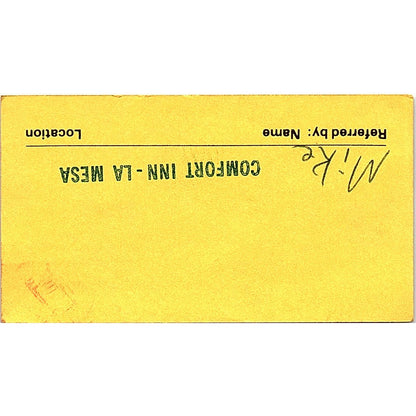 COMFORT INN - LA MESA
Mike
Referred by: Name Location